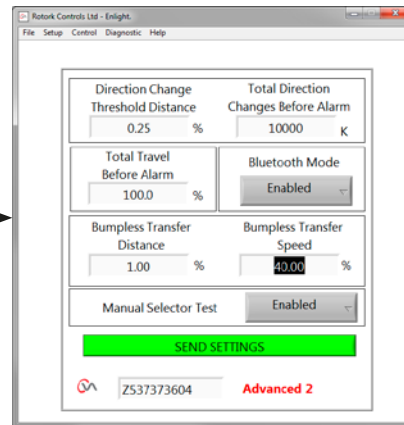 Rotork Controls Ltd - Enlight.
File Setup Control Diagnostic Help
Direction Change Total Direction
Threshold Distance Changes Before Alarm
0.25 % 10000 K
Total Travel
Before Alarm
100.0 %
Bluetooth Mode
Enabled
Bumpless Transfer Bumpless Transfer
Distance Speed
1.00 % 40.00 %
Manual Selector Test Enabled
SEND SETTINGS
Z537373604 Advanced 2